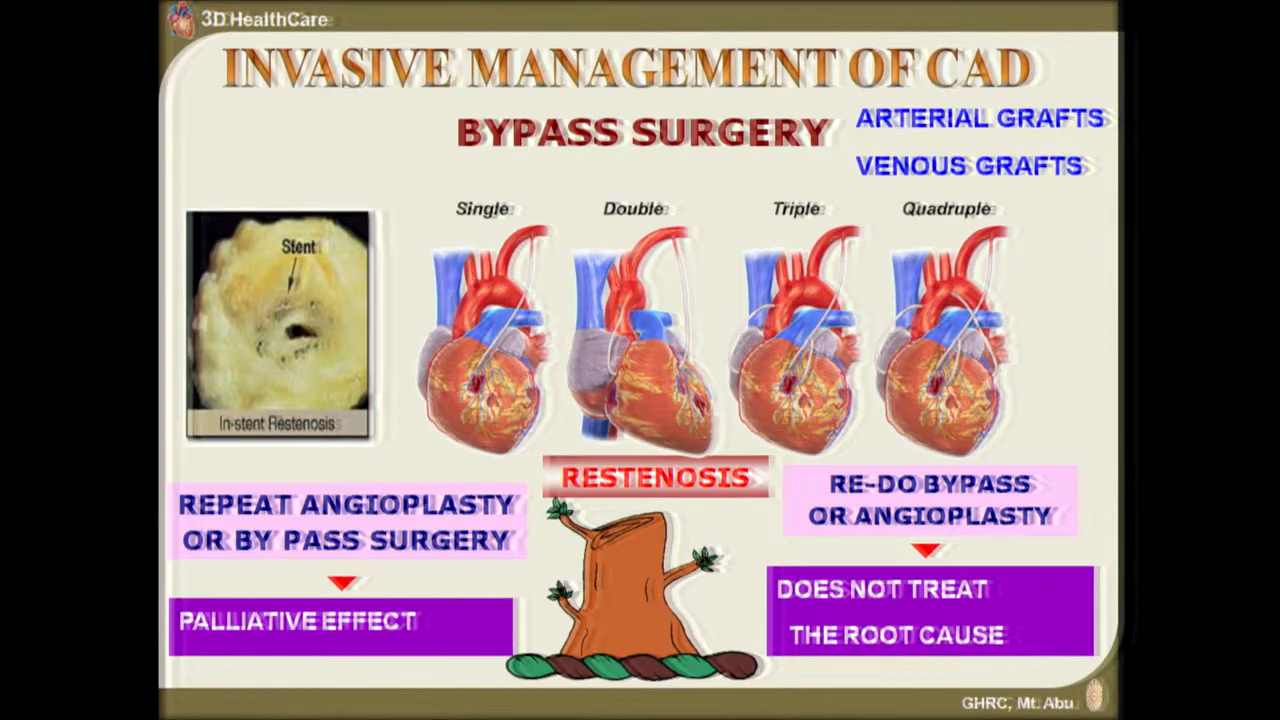 3D HealthCare
INVASIVE MANAGEMENT OF CAD
BYPASS SURGERY
ARTERIAL GRAFTS
VENOUS GRAFTS
Single
Double
Triple
Quadruple
Stent
In-stent Restenosis
RESTENOSIS
REPEAT ANGIOPLASTY
OR BY PASS SURGERY
PALLIATIVE EFFECT
RE-DO BYPASS
OR ANGIOPLASTY
DOES NOT TREAT
THE ROOT CAUSE
GHRC, Mt. Abu